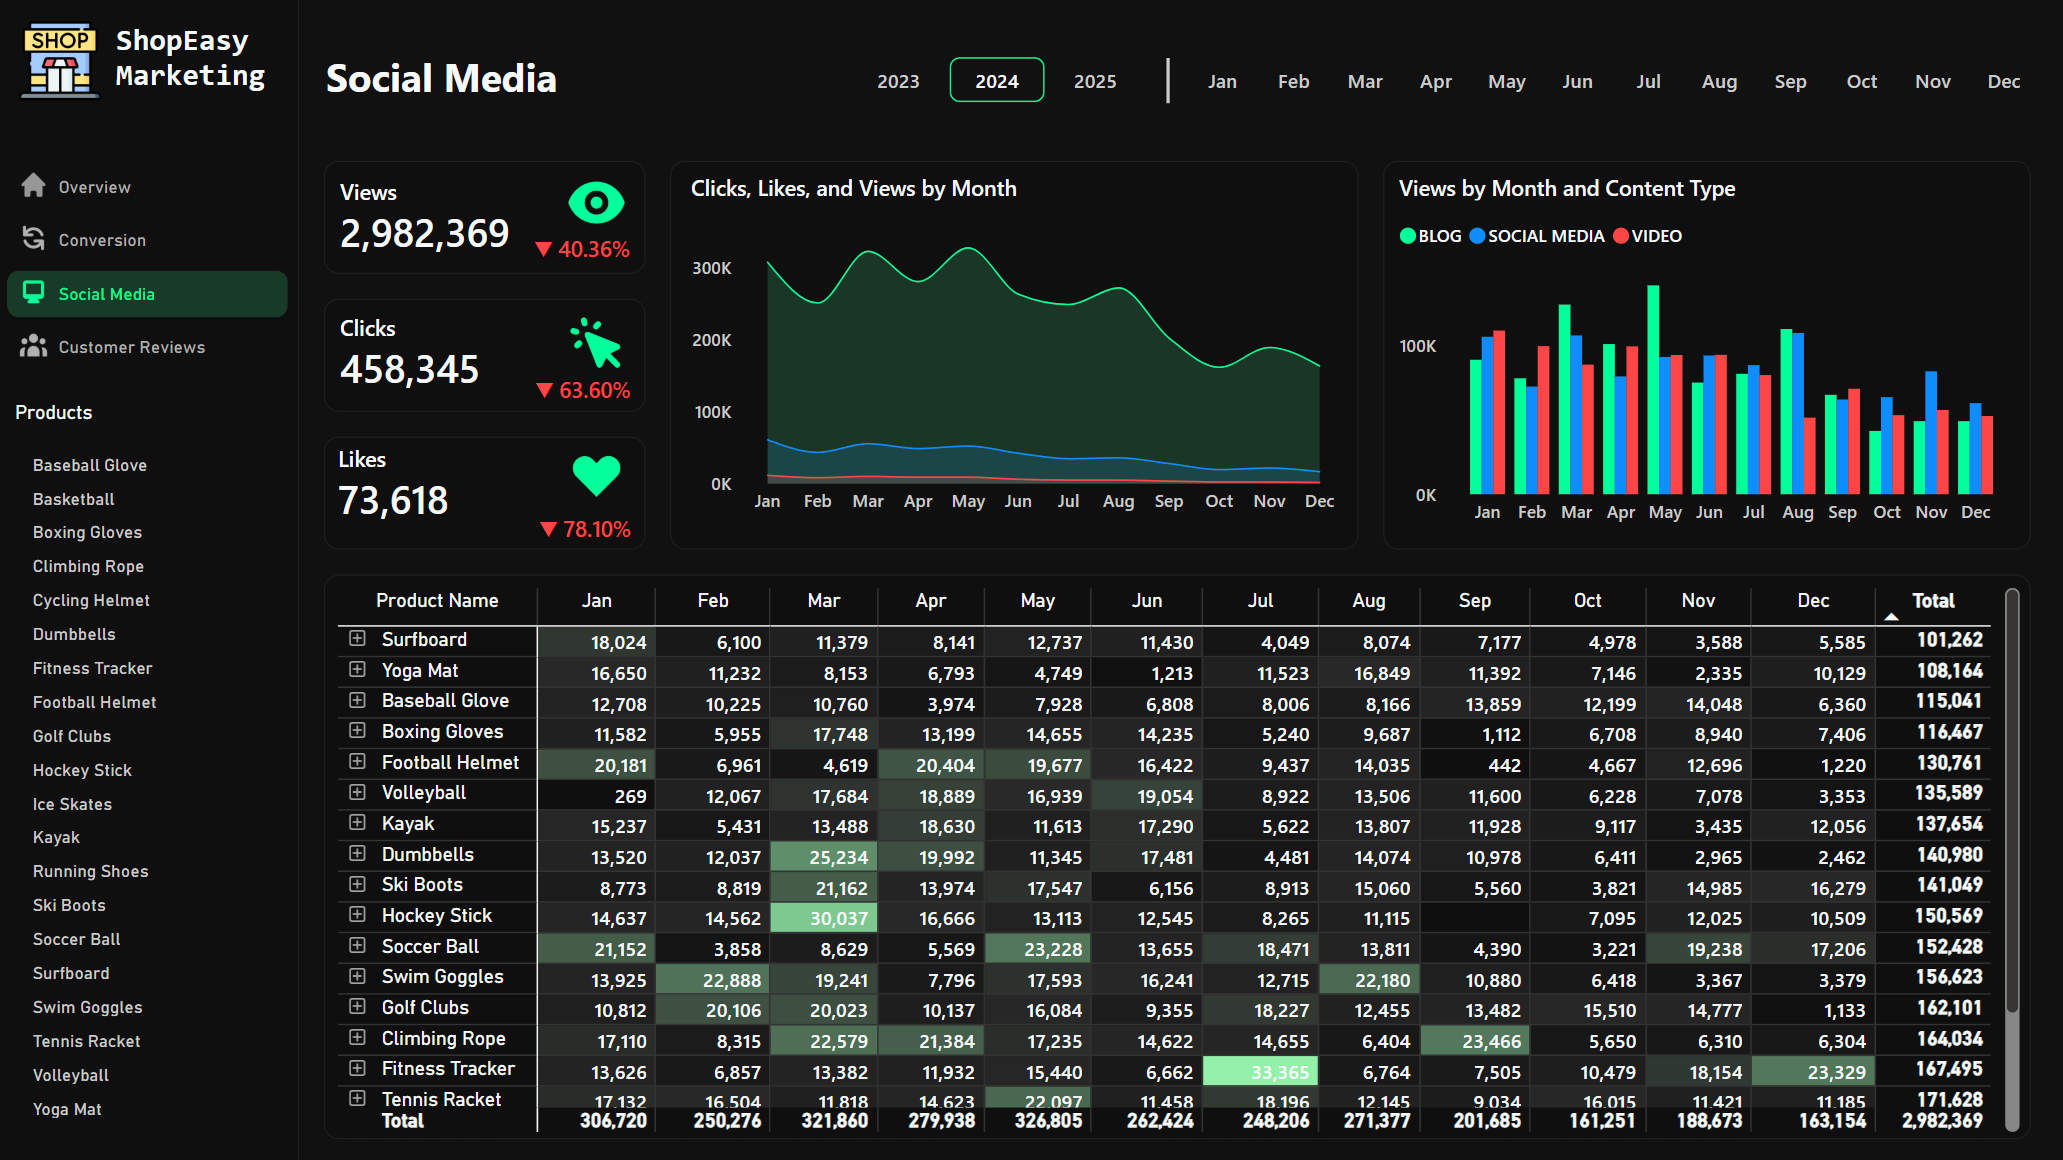 SHOP
ShopEasy
Marketing
Social Media
2023 2024 2025 Jan Feb Mar Apr May Jun Jul Aug Sep Oct Nov Dec
Overview
Conversion
Social Media
Customer Reviews
Products
Baseball Glove
Basketball
Boxing Gloves
Climbing Rope
Cycling Helmet
Dumbbells
Fitness Tracker
Football Helmet
Golf Clubs
Hockey Stick
Ice Skates
Kayak
Running Shoes
Ski Boots
Soccer Ball
Surfboard
Swim Goggles
Tennis Racket
Volleyball
Yoga Mat
Views
2,982,369
▼ 40.36%
Clicks
458,345
▼ 63.60%
Likes
73,618
▼ 78.10%
Clicks, Likes, and Views by Month
300K
200K
100K
0K
Jan Feb Mar Apr May Jun Jul Aug Sep Oct Nov Dec
Views by Month and Content Type
BLOG SOCIAL MEDIA VIDEO
100K
0K
Jan Feb Mar Apr May Jun Jul Aug Sep Oct Nov Dec
Product Name Jan Feb Mar Apr May Jun Jul Aug Sep Oct Nov Dec Total
Surfboard 18,024 6,100 11,379 8,141 12,737 11,430 4,049 8,074 7,177 4,978 3,588 5,585 101,262
Yoga Mat 16,650 11,232 8,153 6,793 4,749 1,213 11,523 16,849 11,392 7,146 2,335 10,129 108,164
Baseball Glove 12,708 10,225 10,760 3,974 7,928 6,808 8,006 8,166 13,859 12,199 14,048 6,360 115,041
Boxing Gloves 11,582 5,955 17,748 13,199 14,655 14,235 5,240 9,687 1,112 6,708 8,940 7,406 116,467
Football Helmet 20,181 6,961 4,619 20,404 19,677 16,422 9,437 14,035 442 4,667 12,696 1,220 130,761
Volleyball 269 12,067 17,684 18,889 16,939 19,054 8,922 13,506 11,600 6,228 7,078 3,353 135,589
Kayak 15,237 5,431 13,488 18,630 11,613 17,290 5,622 13,807 11,928 9,117 3,435 12,056 137,654
Dumbbells 13,520 12,037 25,234 19,992 11,345 17,481 4,481 14,074 10,978 6,411 2,965 2,462 140,980
Ski Boots 8,773 8,819 21,162 13,974 17,547 6,156 8,913 15,060 5,560 3,821 14,985 16,279 141,049
Hockey Stick 14,637 14,562 30,037 16,666 13,113 12,545 8,265 11,115 7,095 12,025 10,509 150,569
Soccer Ball 21,152 3,858 8,629 5,569 23,228 13,655 18,471 13,811 4,390 3,221 19,238 17,206 152,428
Swim Goggles 13,925 22,888 19,241 7,796 17,593 16,241 12,715 22,180 10,880 6,418 3,367 3,379 156,623
Golf Clubs 10,812 20,106 20,023 10,137 16,084 9,355 18,227 12,455 13,482 15,510 14,777 1,133 162,101
Climbing Rope 17,110 8,315 22,579 21,384 17,235 14,622 14,655 6,404 23,466 5,650 6,310 6,304 164,034
Fitness Tracker 13,626 6,857 13,382 11,932 15,440 6,662 33,365 6,764 7,505 10,479 18,154 23,329 167,495
Tennis Racket 17,132 16,504 11,818 14,623 22,097 11,458 18,196 12,145 9,034 16,015 11,421 11,185 171,628
Total 306,720 250,276 321,860 279,938 326,805 262,424 248,206 271,377 201,685 161,251 188,673 163,154 2,982,369